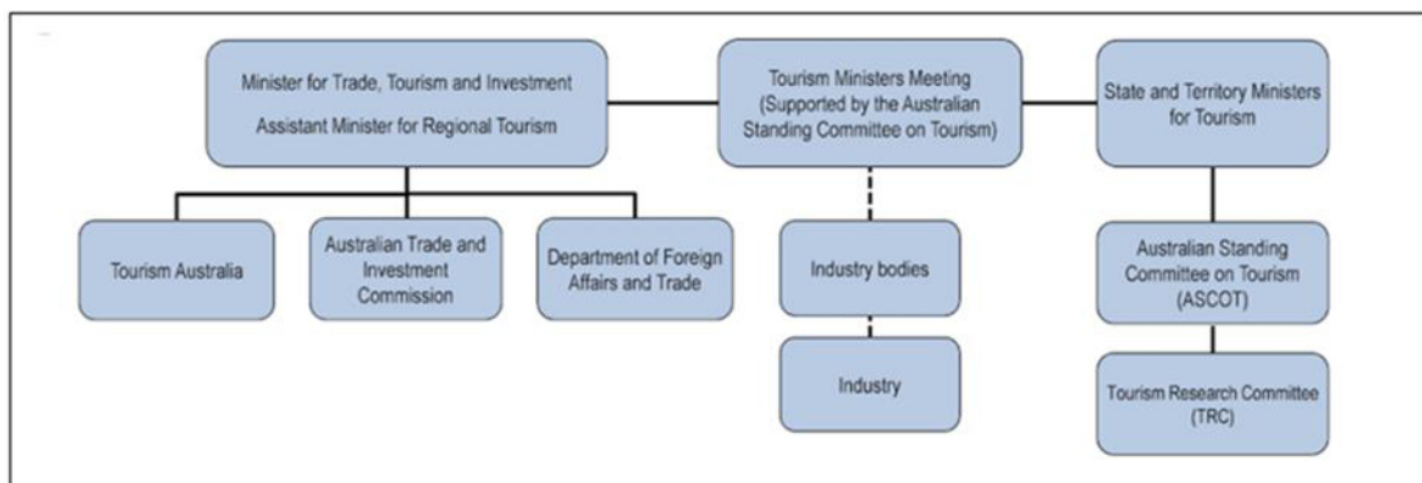 Minister for Trade, Tourism and Investment
Assistant Minister for Regional Tourism
Tourism Ministers Meeting
(Supported by the Australian
Standing Committee on Tourism)
State and Territory Ministers
for Tourism
Tourism Australia
Australian Trade and
Investment
Commission
Department of Foreign
Affairs and Trade
Industry bodies
Australian Standing
Committee on Tourism
(ASCOT)
Industry
Tourism Research Committee
(TRC)